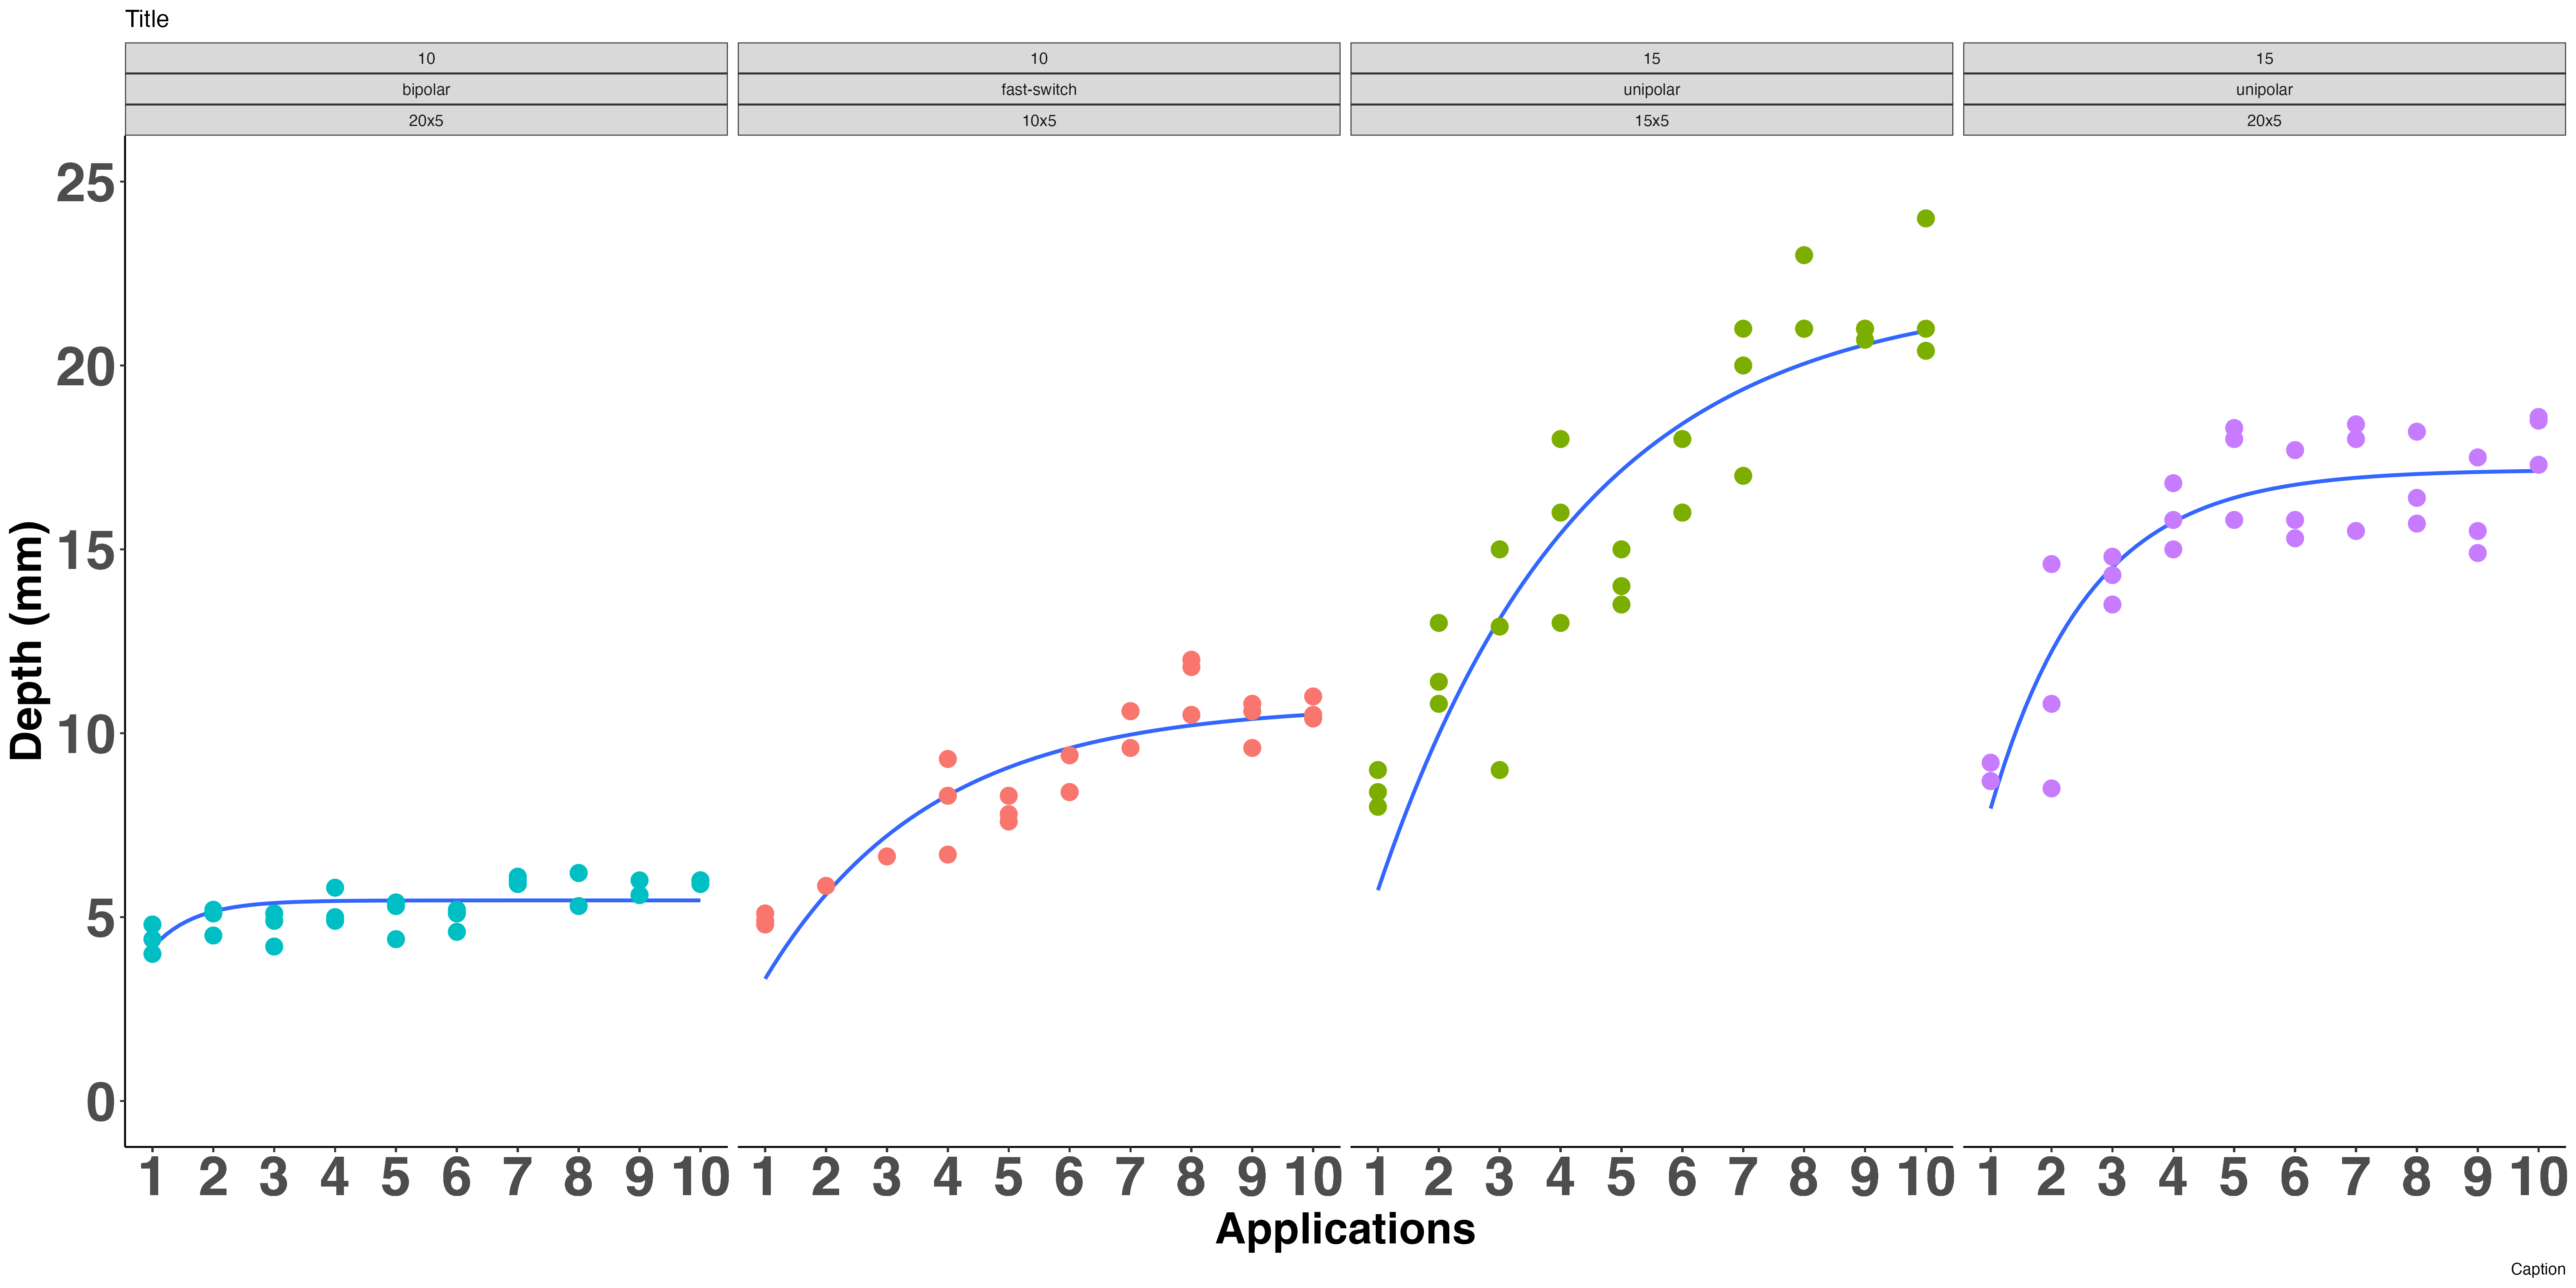 Title
10 10 15 15
bipolar fast-switch unipolar unipolar
20x5 10x5 15x5 20x5
25
20
15
10
5
0
Depth (mm)
1 2 3 4 5 6 7 8 9 10 1 2 3 4 5 6 7 8 9 10 1 2 3 4 5 6 7 8 9 10 1 2 3 4 5 6 7 8 9 10
Applications
Caption